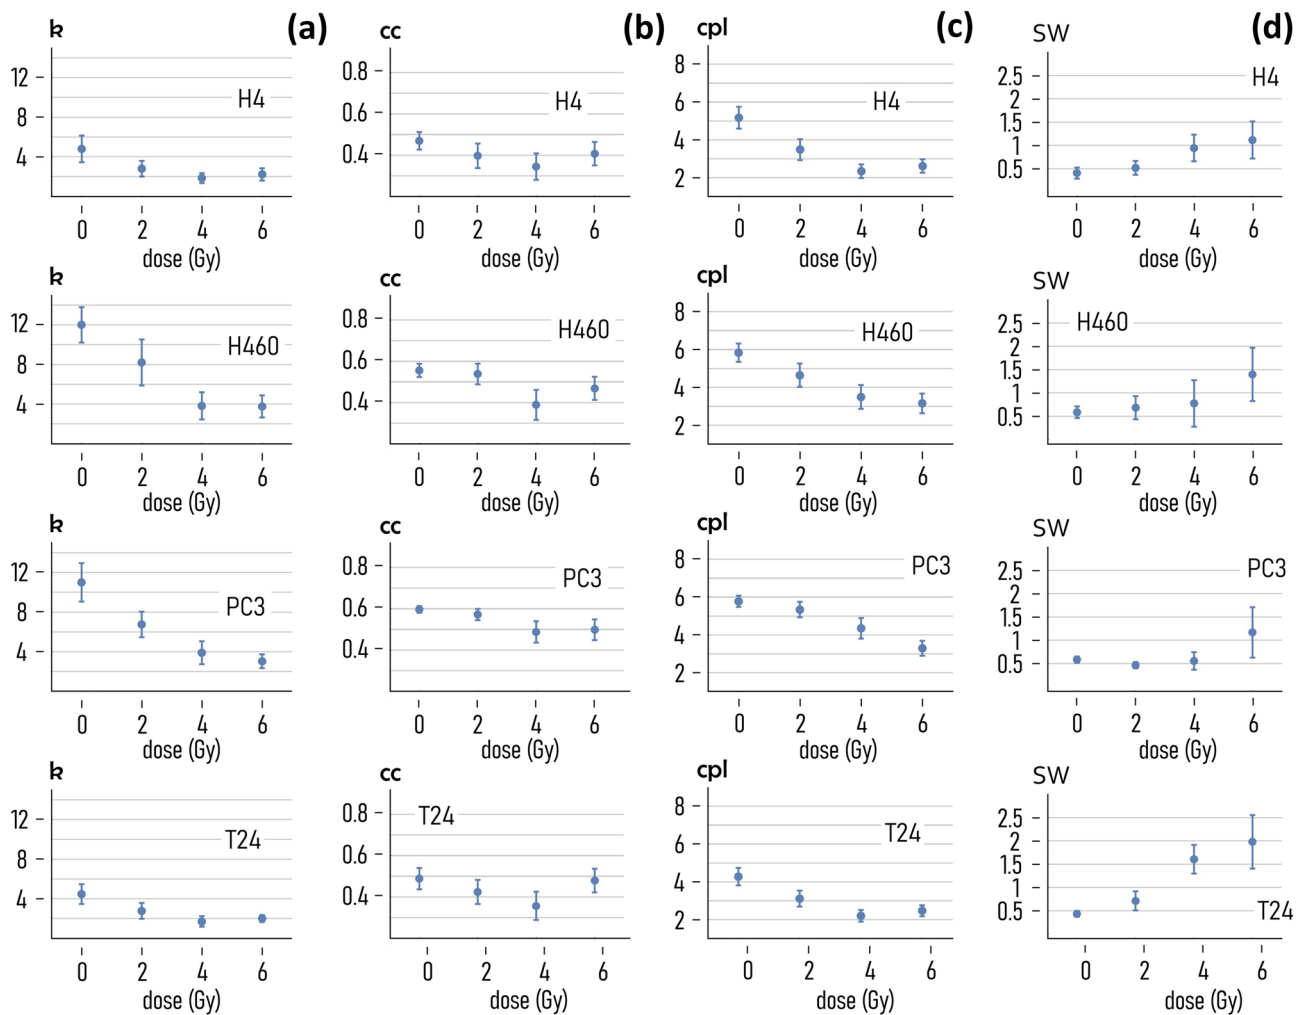 k (a) cc (b) cpl (c) SW (d)
12 8 4 H4 0.8 0.6 0.4 H4 8 6 4 2 H4 2.5 2 1.5 1 0.5 H4
0 2 4 6 0 2 4 6 0 2 4 6 0 2 4 6
dose (Gy) dose (Gy) dose (Gy) dose (Gy)
k cc cpl SW
12 8 4 H460 0.8 0.6 0.4 H460 8 6 4 2 H460 2.5 2 1.5 1 0.5 H460
0 2 4 6 0 2 4 6 0 2 4 6 0 2 4 6
dose (Gy) dose (Gy) dose (Gy) dose (Gy)
k cc cpl SW
12 8 4 PC3 0.8 0.6 0.4 PC3 8 6 4 2 PC3 2.5 2 1.5 1 0.5 PC3
0 2 4 6 0 2 4 6 0 2 4 6 0 2 4 6
dose (Gy) dose (Gy) dose (Gy) dose (Gy)
k cc cpl SW
12 8 4 T24 0.8 0.6 0.4 T24 8 6 4 2 T24 2.5 2 1.5 1 0.5 T24
0 2 4 6 0 2 4 6 0 2 4 6 0 2 4 6
dose (Gy) dose (Gy) dose (Gy) dose (Gy)